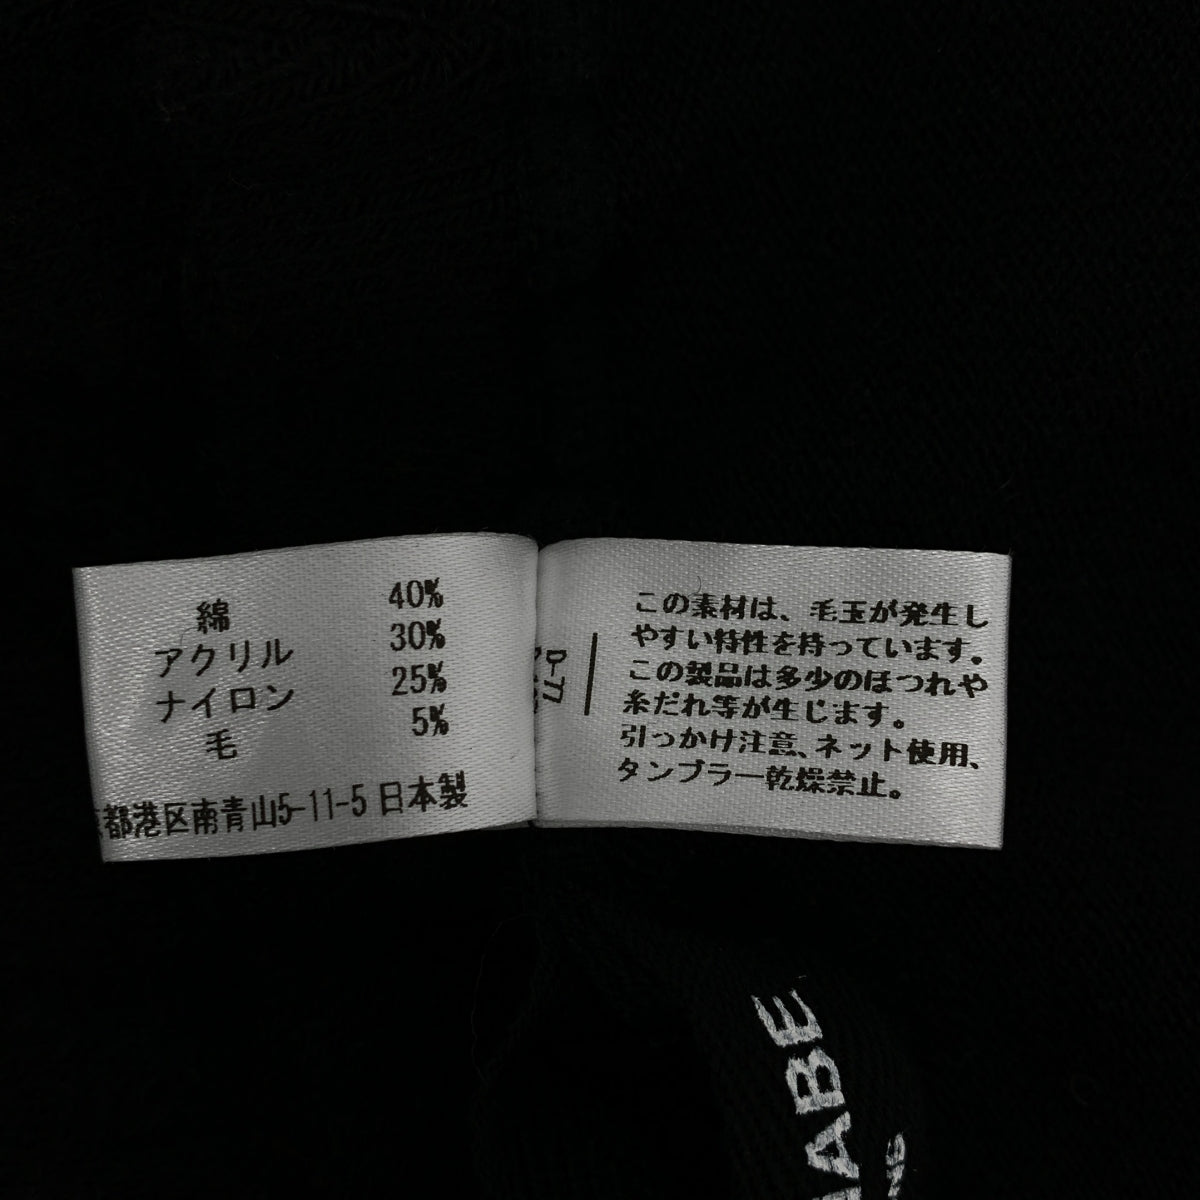 綿 40%
アクリル 30%
ナイロン 25%
毛 5%
都港区南青山5-11-5 日本製
この素材は、毛玉が発生し
やすい特性を持っています。
この製品は多少のほつれや
糸だれ等が生じます。
引っかけ注意、ネット使用、
タンブラー乾燥禁止。
ABE